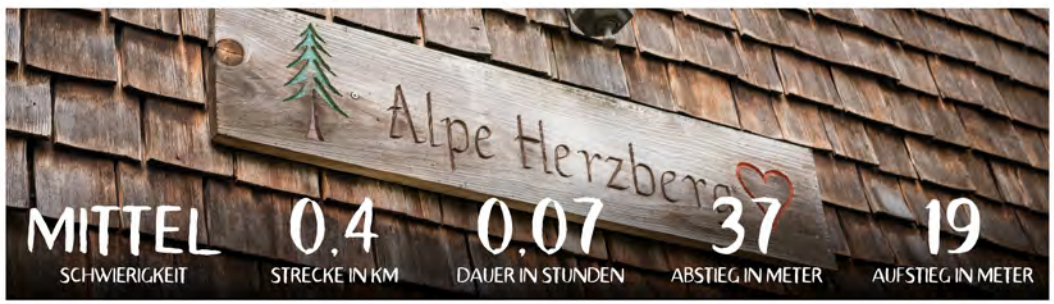 Alpe Herzberg
MITTEL 0,4 0,07 37 19
SCHWIERIGKEIT STRECKE IN KM DAUER IN STUNDEN ABSTIEG IN METER AUFSTIEG IN METER